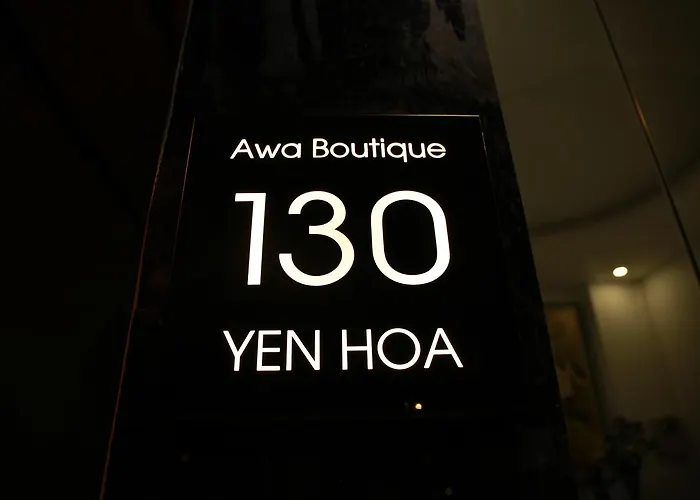 Awa Boutique
130
YEN HOA